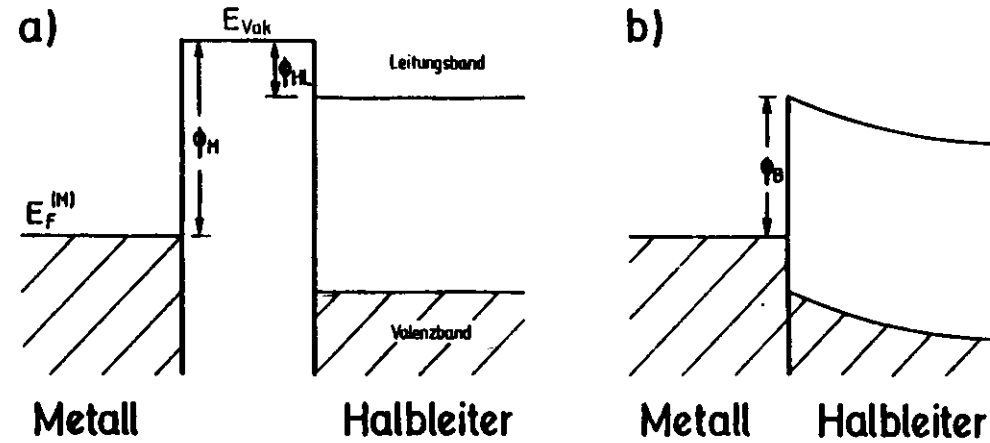 a)
E_Vak
ϕ_HL
Leitungsband
ϕ_M
E_F^(M)
Valenzband
Metall
Halbleiter
b)
ϕ_B
Metall
Halbleiter